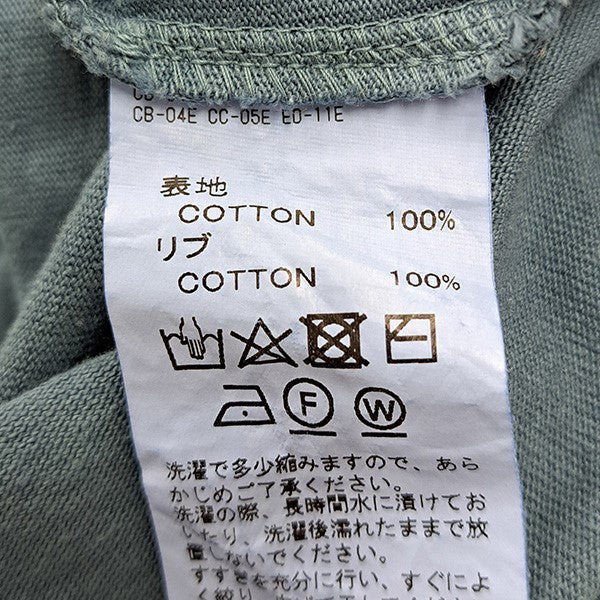 CB-04E CC-05E EO-11E
表地
COTTON 100%
リブ
COTTON 100%
F W
洗濯で多少縮みますので、あら
かじめご了承ください。
洗濯の際、長時間水に漬けてお
いたり、洗濯後濡れたままで放
置しないでください。
すすぎを充分に行い、すぐによ